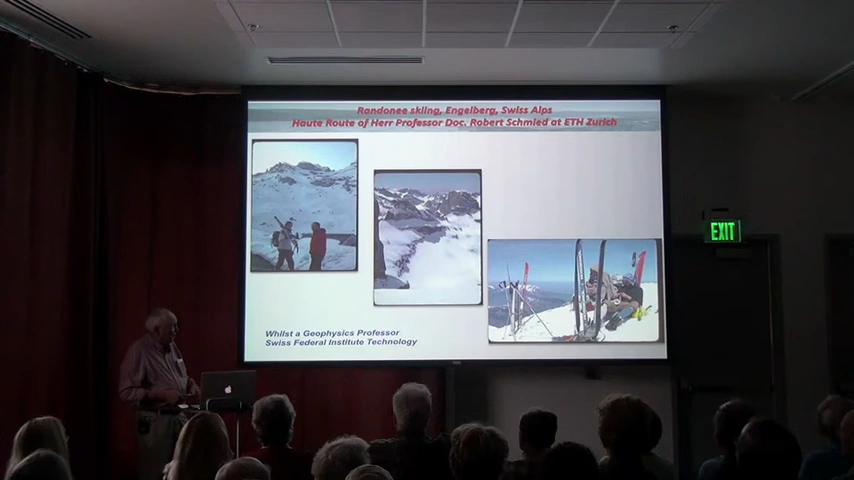 Randonee skiing, Engelberg, Swiss Alps
Haute Route of Herr Professor Doc. Robert Schmied at ETH Zurich
Whilst a Geophysics Professor
Swiss Federal Institute Technology
EXIT